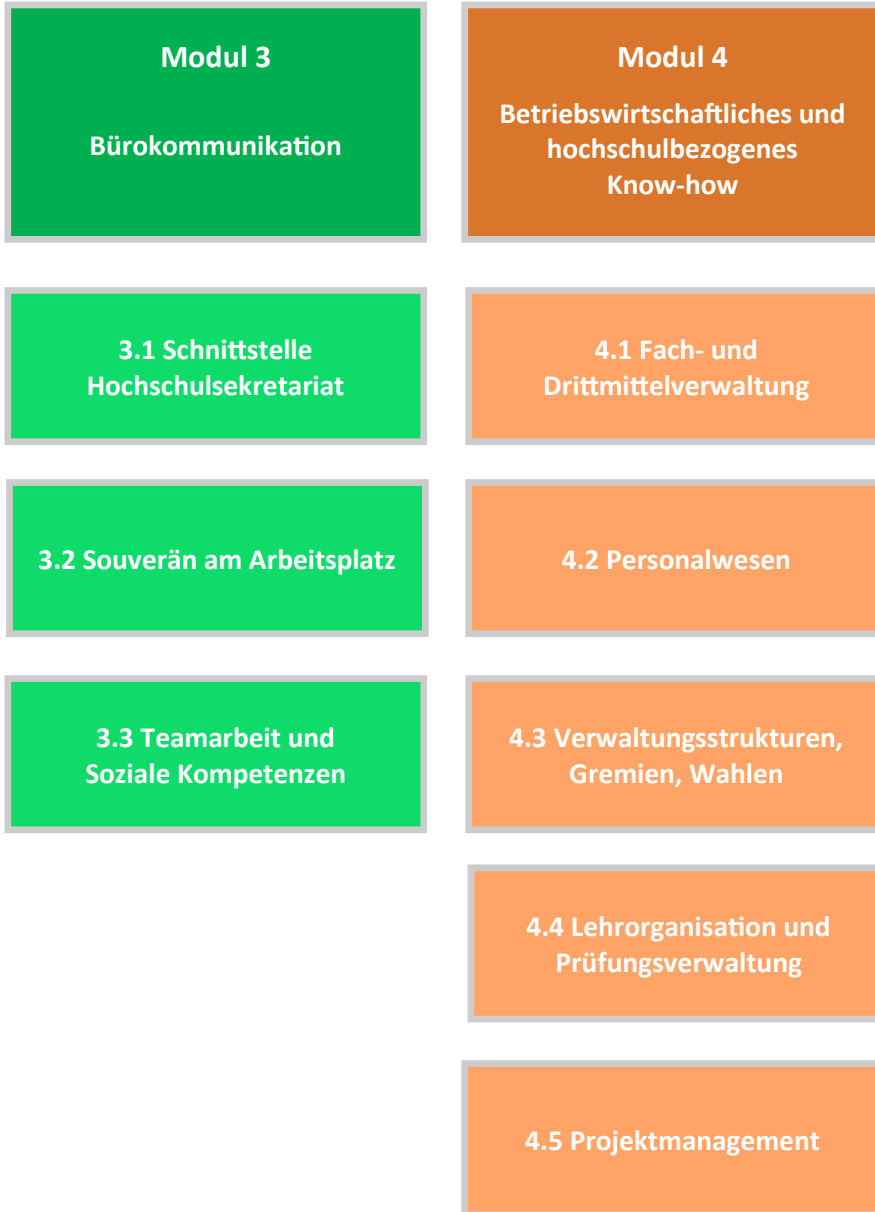 Modul 3
Bürokommunikation
3.1 Schnittstelle
Hochschulsekretariat
3.2 Souverän am Arbeitsplatz
3.3 Teamarbeit und
Soziale Kompetenzen
Modul 4
Betriebswirtschaftliches und
hochschulbezogenes
Know-how
4.1 Fach- und
Drittmittelverwaltung
4.2 Personalwesen
4.3 Verwaltungsstrukturen,
Gremien, Wahlen
4.4 Lehrorganisation und
Prüfungsverwaltung
4.5 Projektmanagement